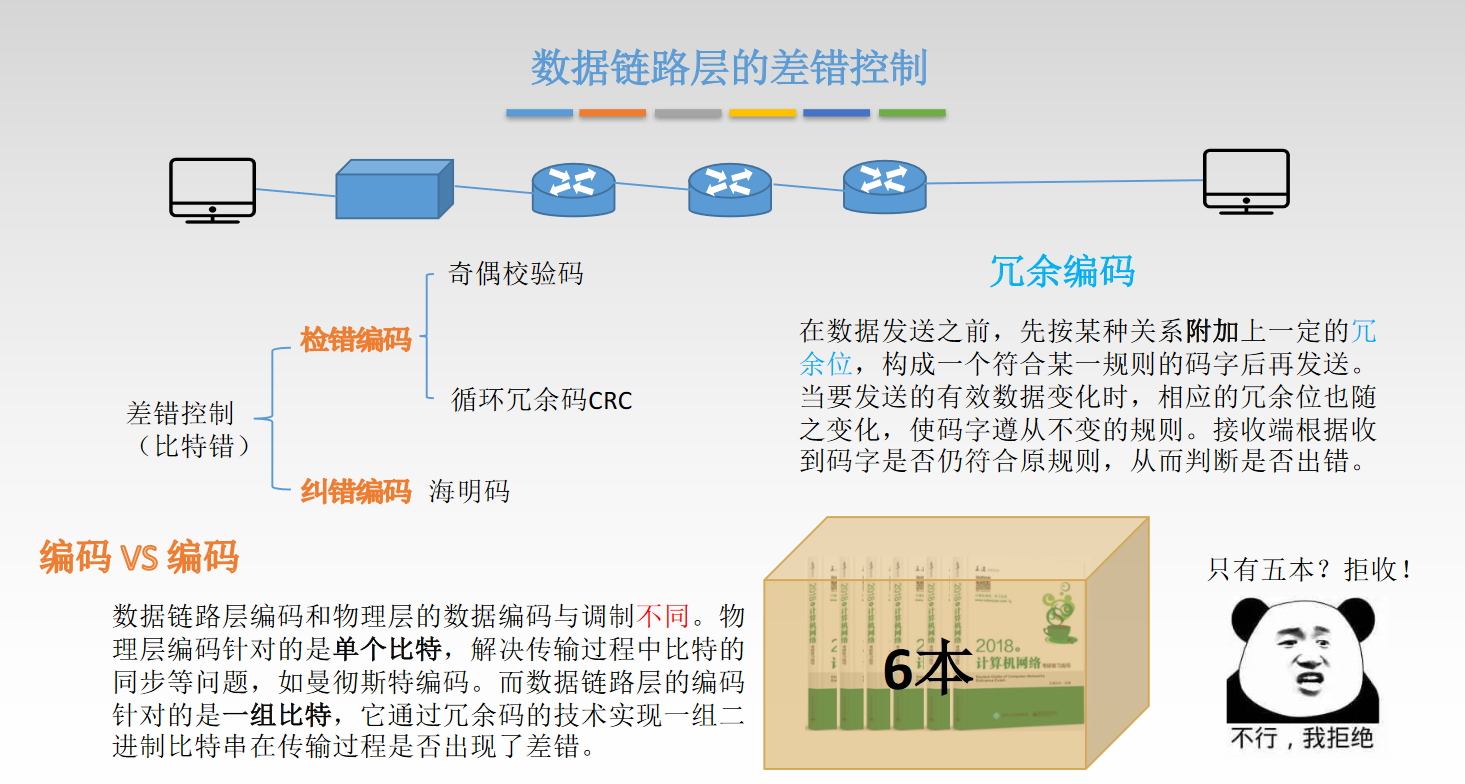 数据链路层的差错控制
奇偶校验码
检错编码
循环冗余码CRC
差错控制
（比特错）
纠错编码 海明码
冗余编码
在数据发送之前，先按某种关系附加上一定的冗
余位，构成一个符合某一规则的码字后再发送。
当要发送的有效数据变化时，相应的冗余位也随
之变化，使码字遵从不变的规则。接收端根据收
到码字是否仍符合原规则，从而判断是否出错。
编码 VS 编码
数据链路层编码和物理层的数据编码与调制不同。物
理层编码针对的是单个比特，解决传输过程中比特的
同步等问题，如曼彻斯特编码。而数据链路层的编码
针对的是一组比特，它通过冗余码的技术实现一组二
进制比特串在传输过程是否出现了差错。
2018年
计算机网络
6本
只有五本？拒收！
不行，我拒绝